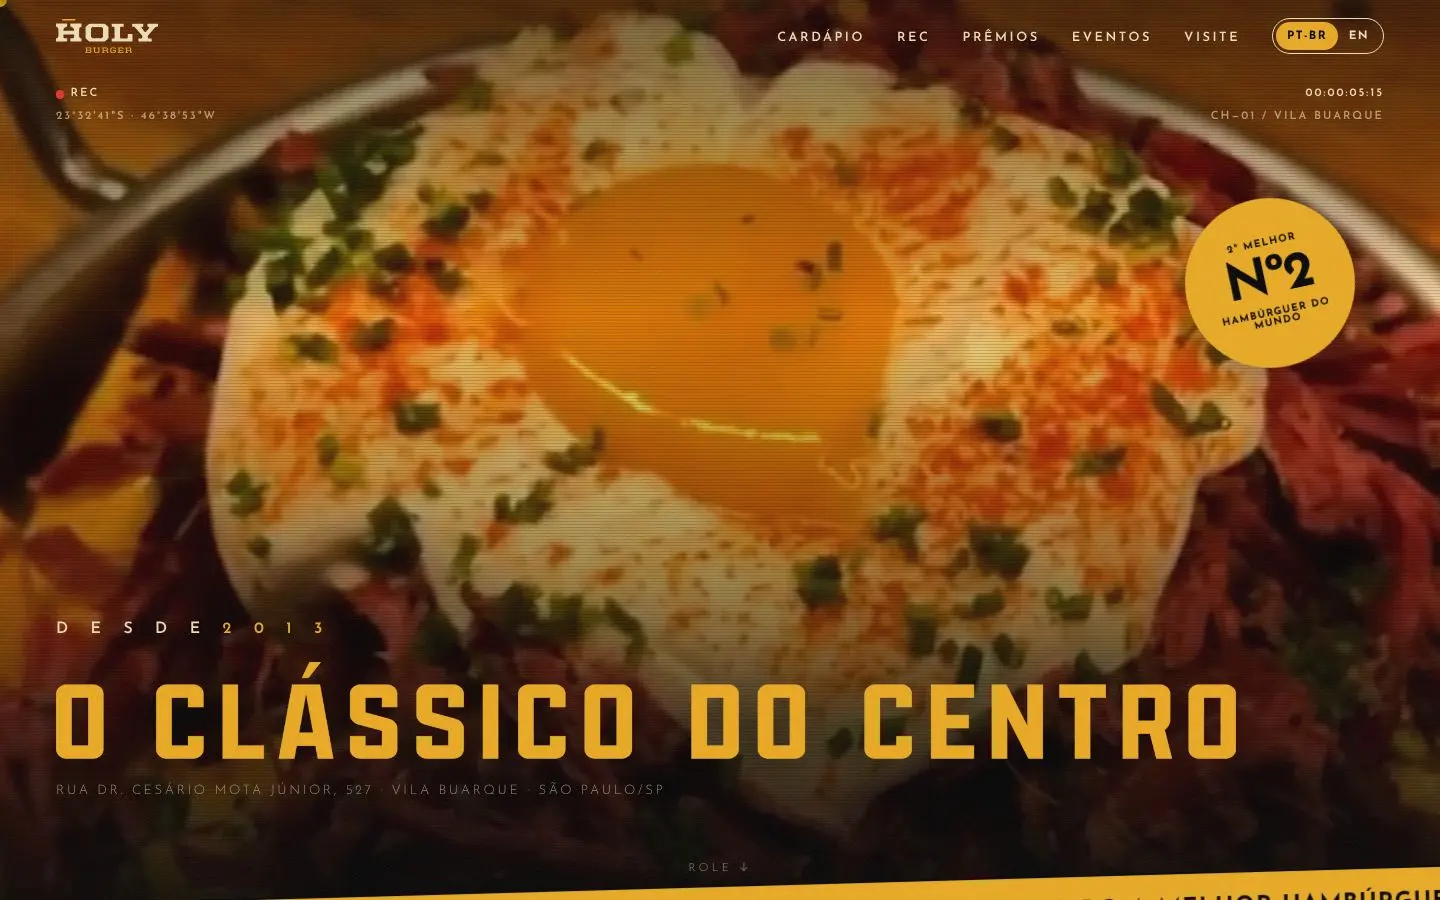 HOLY
BURGER
CARDÁPIO REC PRÊMIOS EVENTOS VISITE PT-BR EN
REC
00:00:05:15
23°32'41"S · 46°38'53"W
CH—01 / VILA BUARQUE
2º MELHOR
Nº2
HAMBÚRGUER DO
MUNDO
DESDE 2013
O CLÁSSICO DO CENTRO
RUA DR. CESÁRIO MOTA JÚNIOR, 527 · VILA BUARQUE · SÃO PAULO/SP
ROLE ↓